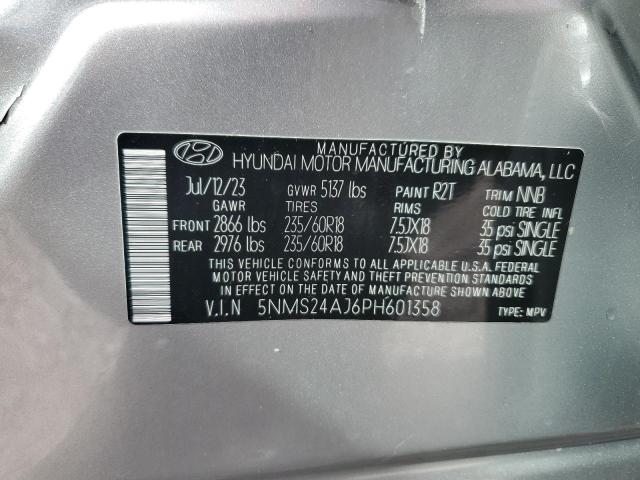 MANUFACTURED BY
HYUNDAI MOTOR MANUFACTURING ALABAMA, LLC
Jul/12/23 GVWR 5137 lbs PAINT R2T TRIM NNB
GAWR TIRES RIMS COLD TIRE INFL
FRONT 2866 lbs 235/60R18 7.5JX18 35 psi SINGLE
REAR 2976 lbs 235/60R18 7.5JX18 35 psi SINGLE
THIS VEHICLE CONFORMS TO ALL APPLICABLE U.S.A. FEDERAL
MOTOR VEHICLE SAFETY AND THEFT PREVENTION STANDARDS
IN EFFECT ON THE DATE OF MANUFACTURE SHOWN ABOVE.
V.I.N 5NMS24AJ6PH601358 TYPE: MPV